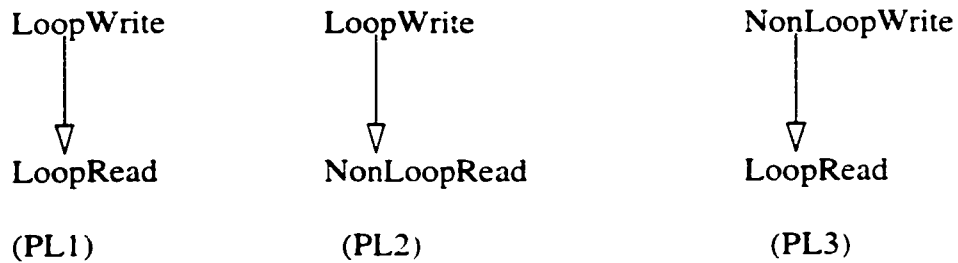 LoopWrite LoopWrite NonLoopWrite
LoopRead NonLoopRead LoopRead
(PL1) (PL2) (PL3)